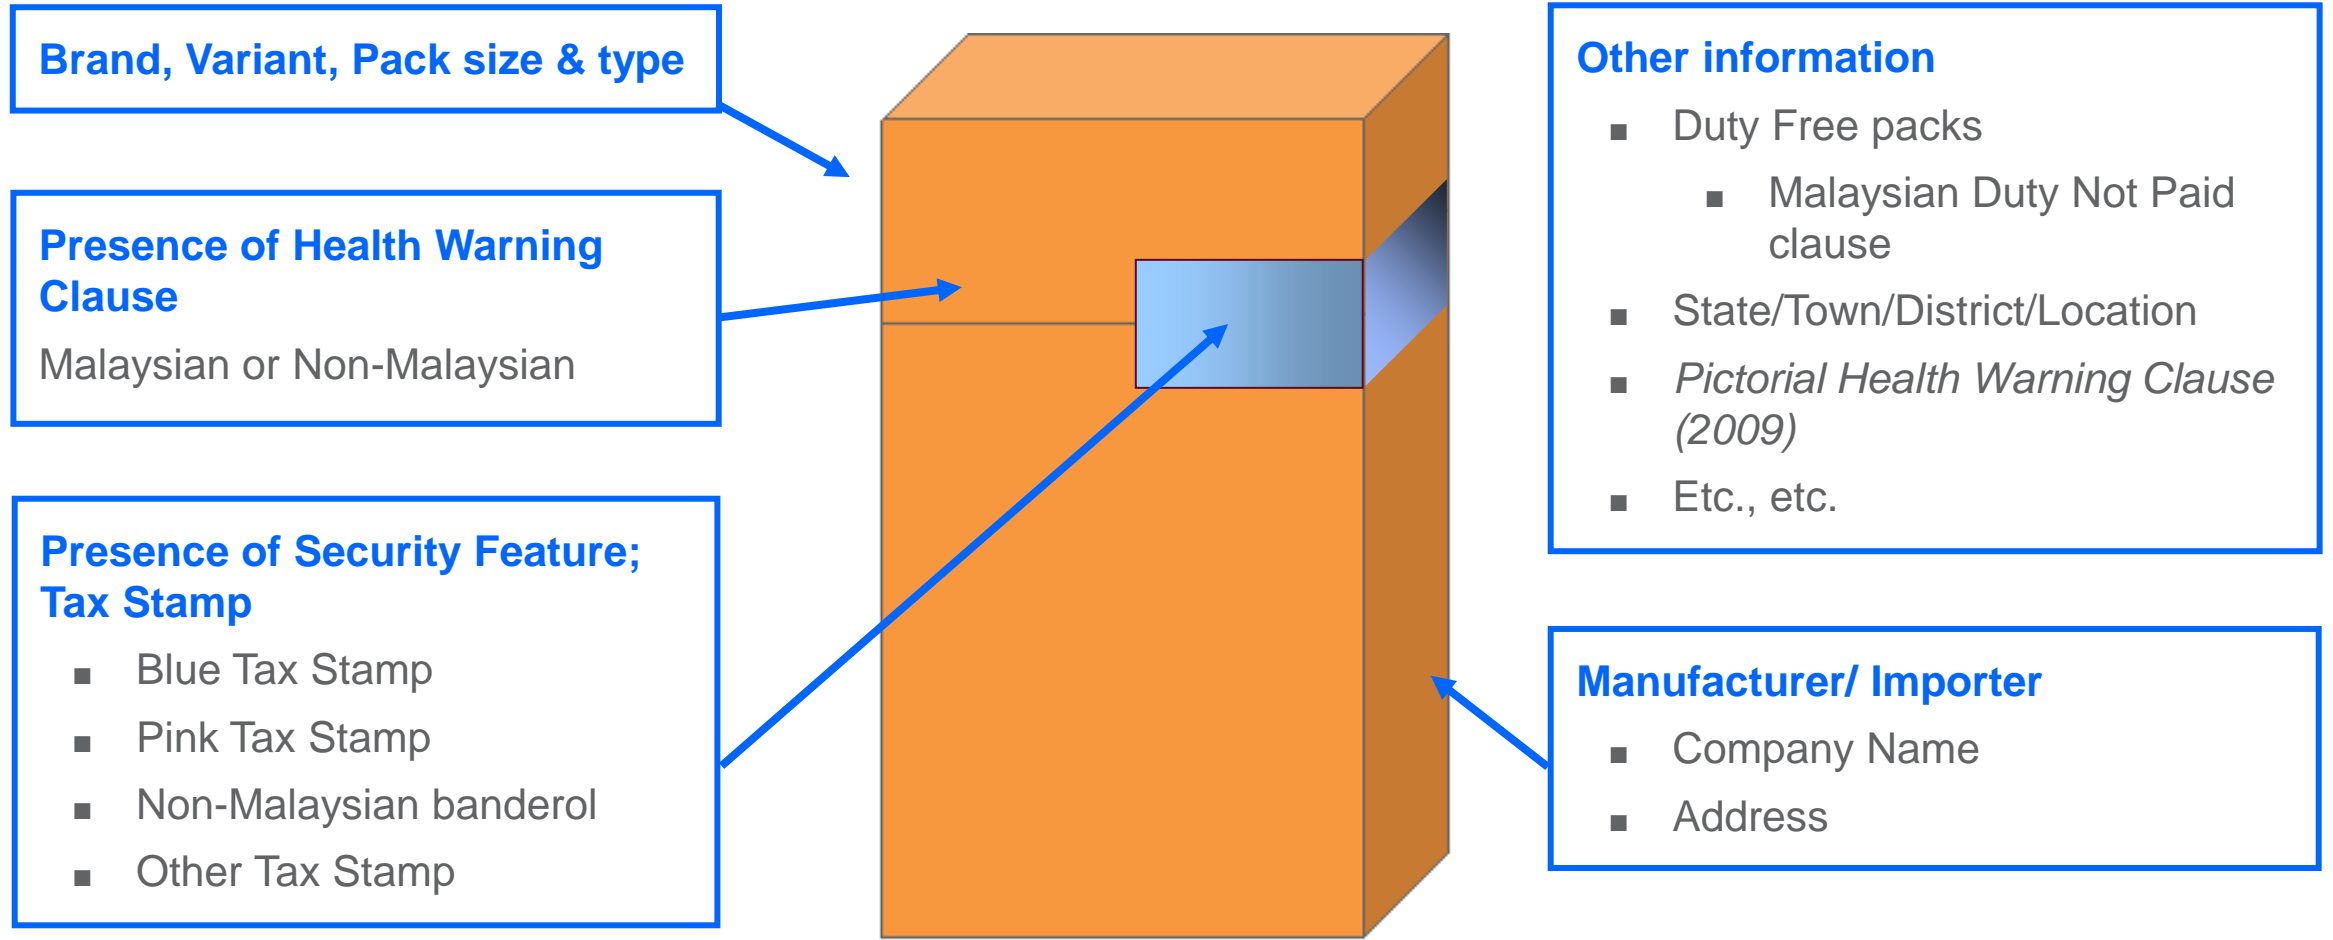 Brand, Variant, Pack size & type
Presence of Health Warning
Clause
Malaysian or Non-Malaysian
Presence of Security Feature;
Tax Stamp
■ Blue Tax Stamp
■ Pink Tax Stamp
■ Non-Malaysian banderol
■ Other Tax Stamp
Other information
■ Duty Free packs
■ Malaysian Duty Not Paid
clause
■ State/Town/District/Location
■ Pictorial Health Warning Clause
(2009)
■ Etc., etc.
Manufacturer/ Importer
■ Company Name
■ Address